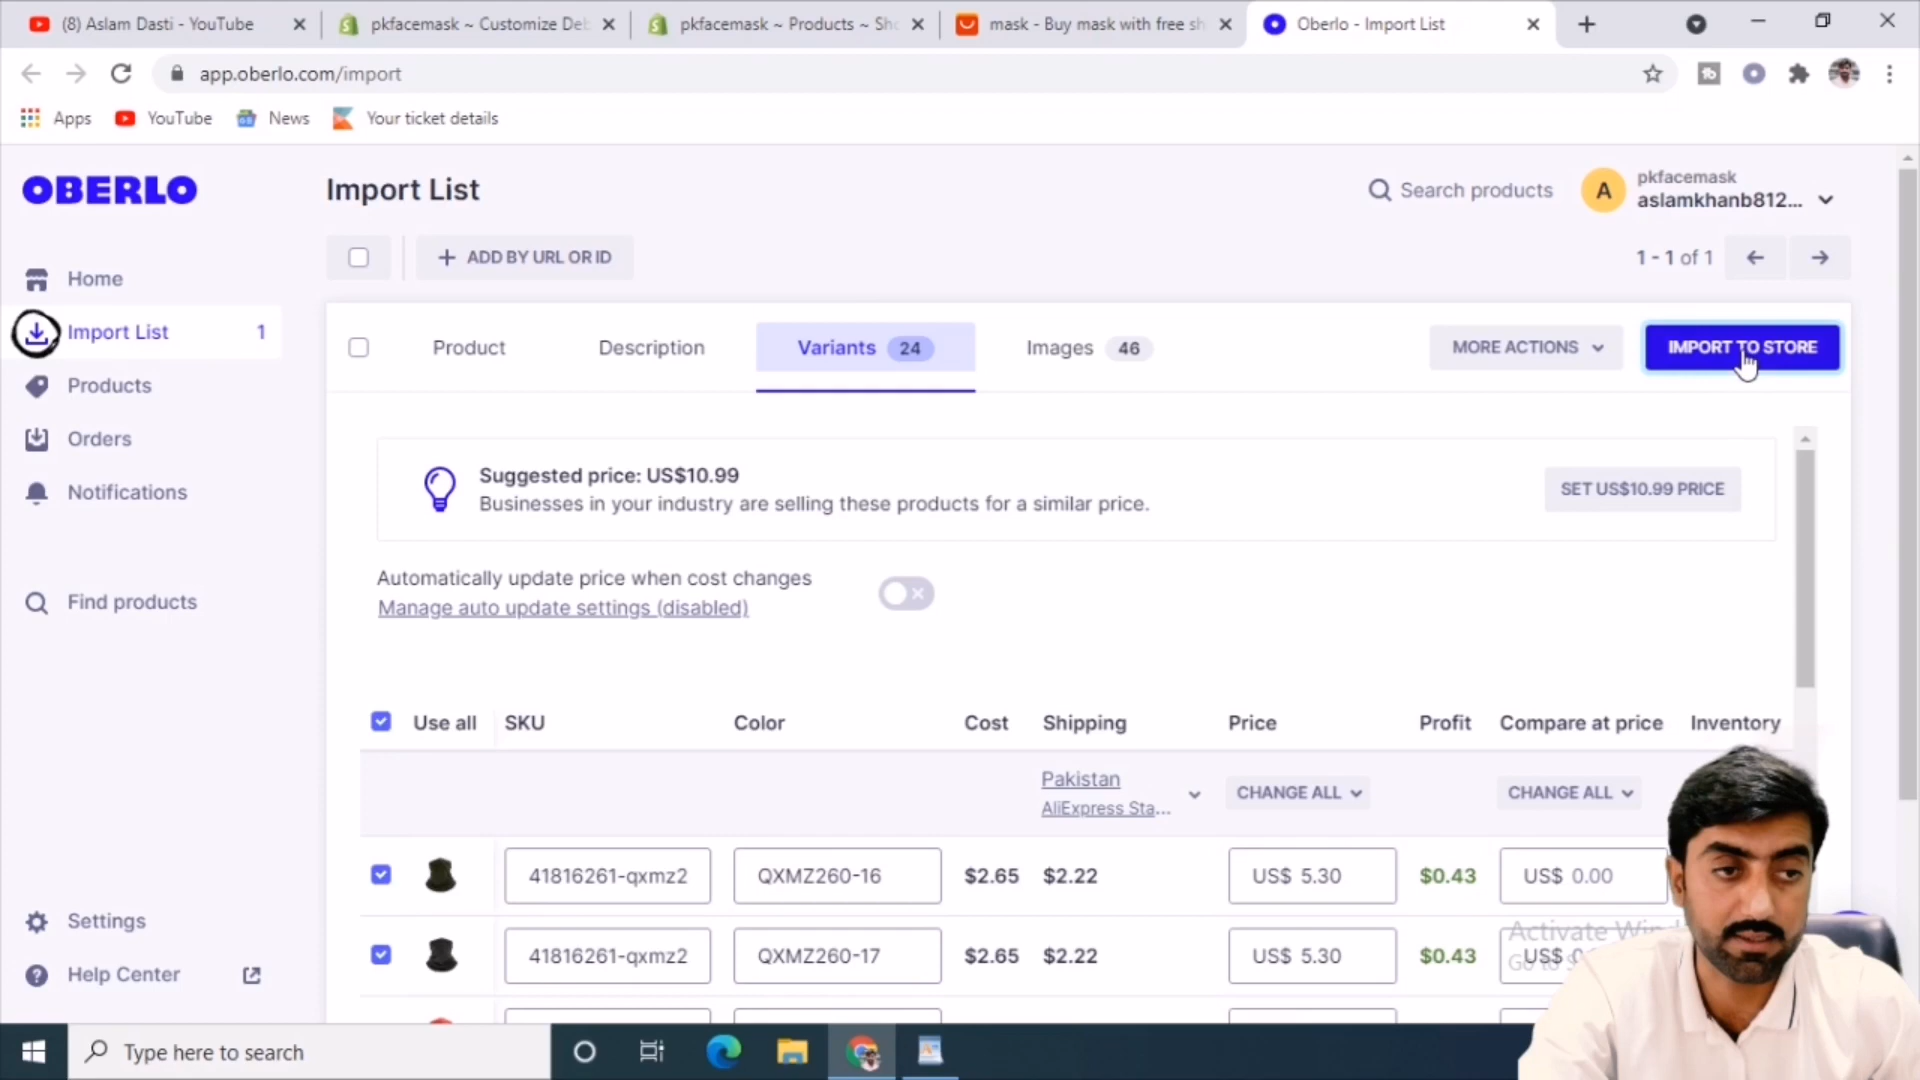 (8) Aslam Dasti - YouTube
pkfacemask ~ Customize Deb
pkfacemask ~ Products ~ Sho
mask - Buy mask with free sh
Oberlo - Import List
app.oberlo.com/import
Apps
YouTube
News
Your ticket details
OBERLO
Import List
Search products
A
pkfacemask
aslamkhanb812...
ADD BY URL OR ID
1 - 1 of 1
Home
Import List 1
Products
Orders
Notifications
Find products
Settings
Help Center
Product
Description
Variants 24
Images 46
MORE ACTIONS
IMPORT TO STORE
Suggested price: US$10.99
Businesses in your industry are selling these products for a similar price.
SET US$10.99 PRICE
Automatically update price when cost changes
Manage auto update settings (disabled)
Use all SKU Color Cost Shipping Price Profit Compare at price Inventory
Pakistan
AliExpress Sta...
CHANGE ALL
CHANGE ALL
41816261-qxmz2 QXMZ260-16 $2.65 $2.22 US$ 5.30 $0.43 US$ 0.00
41816261-qxmz2 QXMZ260-17 $2.65 $2.22 US$ 5.30 $0.43 US$
Activate
Go to
Type here to search